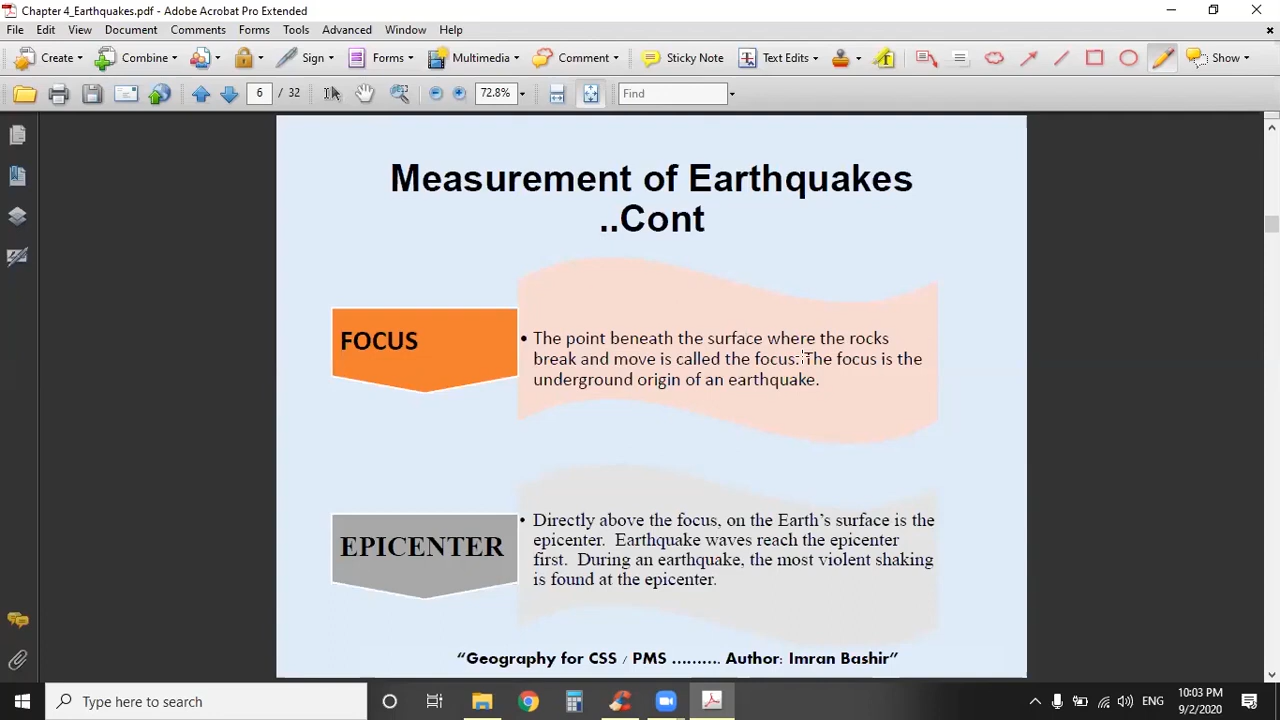 Chapter 4_Earthquakes.pdf - Adobe Acrobat Pro Extended
File Edit View Document Comments Forms Tools Advanced Window Help
Create Combine Sign Forms Multimedia Comment Sticky Note Text Edits Show
6 / 32 72.8% Find
Measurement of Earthquakes
..Cont
FOCUS
• The point beneath the surface where the rocks
break and move is called the focus. The focus is the
underground origin of an earthquake.
EPICENTER
• Directly above the focus, on the Earth’s surface is the
epicenter. Earthquake waves reach the epicenter
first. During an earthquake, the most violent shaking
is found at the epicenter.
“Geography for CSS / PMS ......... Author: Imran Bashir”
Type here to search
ENG
10:03 PM
9/2/2020